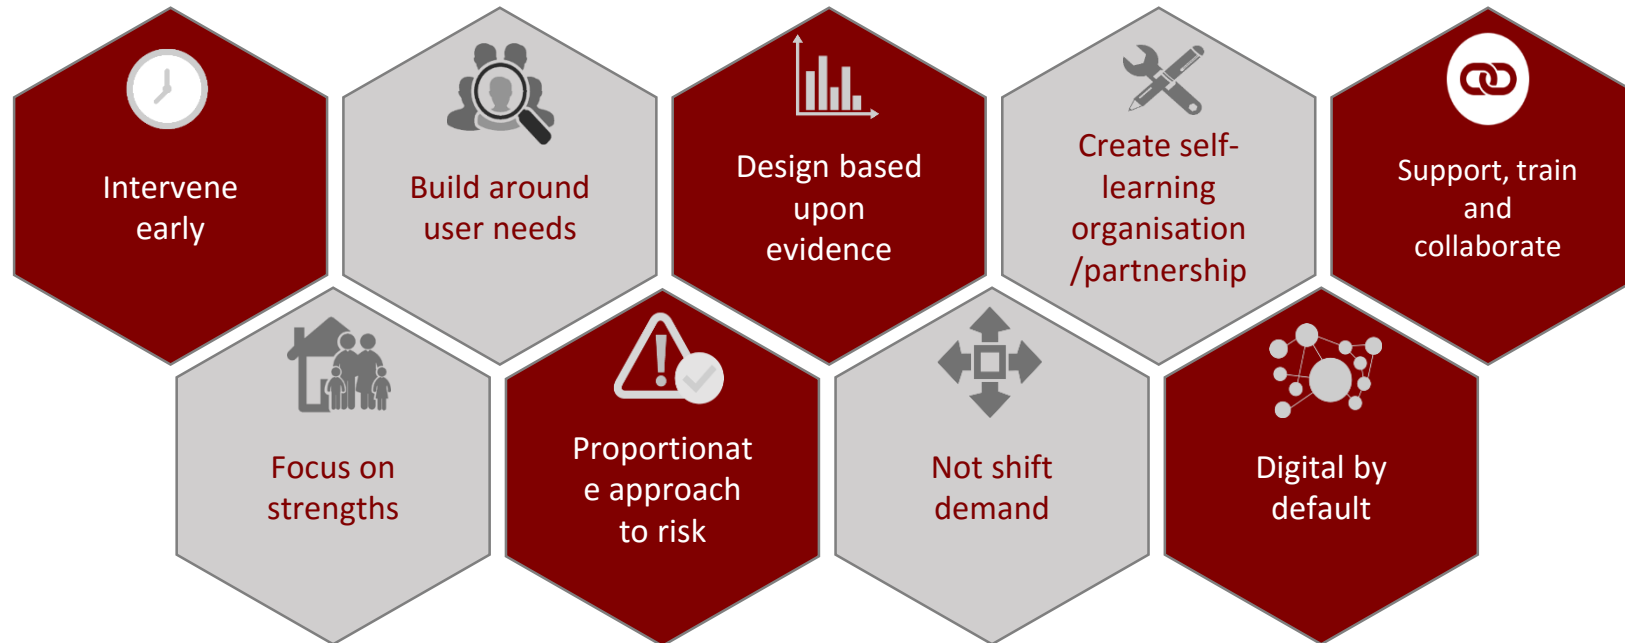 Intervene
early
Build around
user needs
Design based
upon
evidence
Create self-
learning
organisation
/partnership
Support, train
and
collaborate
Focus on
strengths
Proportionat
e approach
to risk
Not shift
demand
Digital by
default